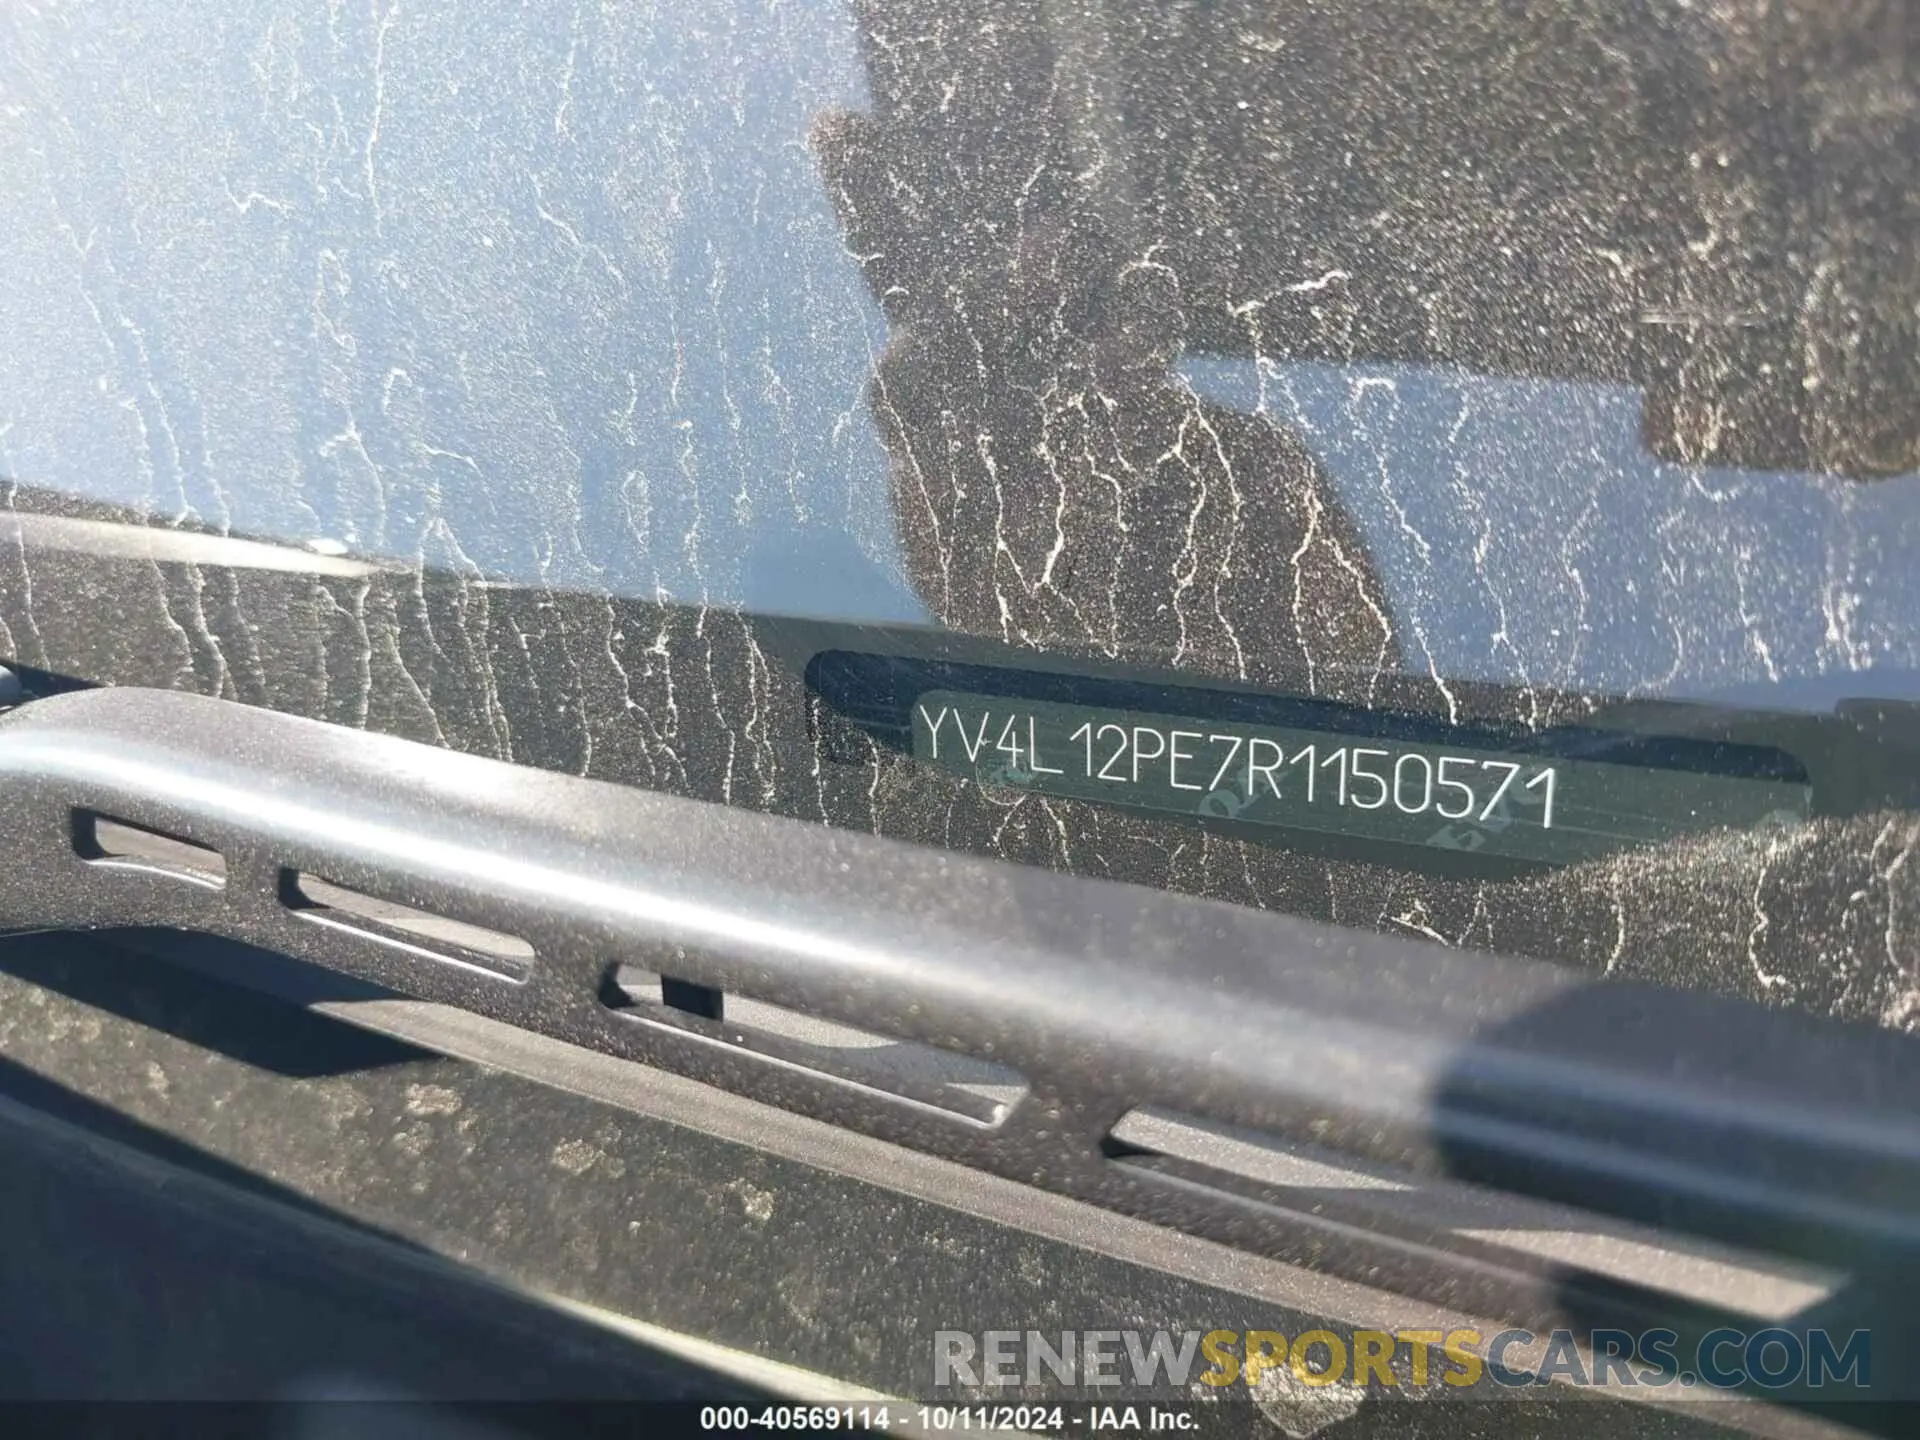 YV4L12PE7R1150571
RENEWSPORTSCARS.COM
000-40569114 - 10/11/2024 - IAA Inc.